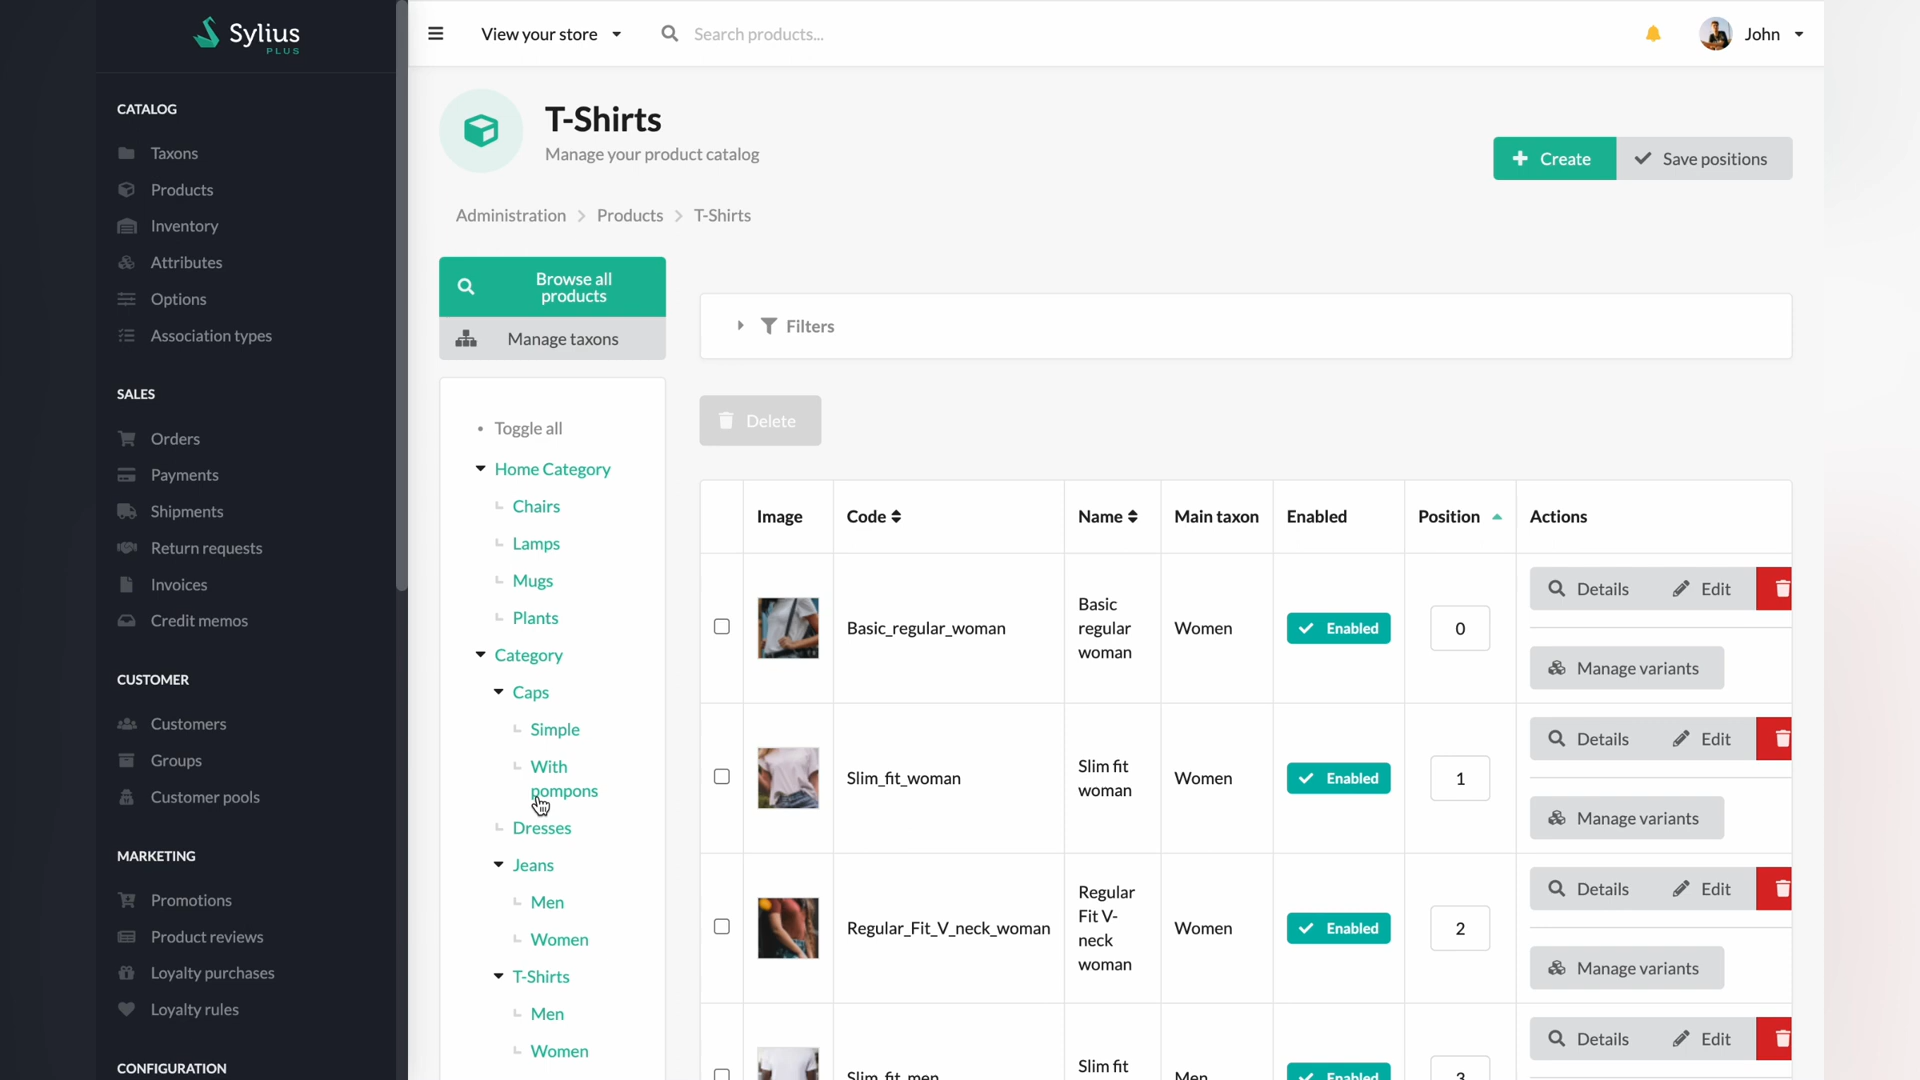 Sylius
PLUS
View your store
Search products...
John
CATALOG
Taxons
Products
Inventory
Attributes
Options
Association types
SALES
Orders
Payments
Shipments
Return requests
Invoices
Credit memos
CUSTOMER
Customers
Groups
Customer pools
MARKETING
Promotions
Product reviews
Loyalty purchases
Loyalty rules
CONFIGURATION
T-Shirts
Manage your product catalog
Create
Save positions
Administration > Products > T-Shirts
Browse all
products
Manage taxons
Toggle all
Home Category
Chairs
Lamps
Mugs
Plants
Category
Caps
Simple
With
pompons
Dresses
Jeans
Men
Women
T-Shirts
Men
Women
Filters
Delete
Image Code Name Main taxon Enabled Position Actions
Basic_regular_woman
Basic
regular
woman
Women
Enabled
0
Details Edit
Manage variants
Slim_fit_woman
Slim fit
woman
Women
Enabled
1
Details Edit
Manage variants
Regular_Fit_V_neck_woman
Regular
Fit V-
neck
woman
Women
Enabled
2
Details Edit
Manage variants
Slim_fit_men
Slim fit
Men
Enabled
3
Details Edit